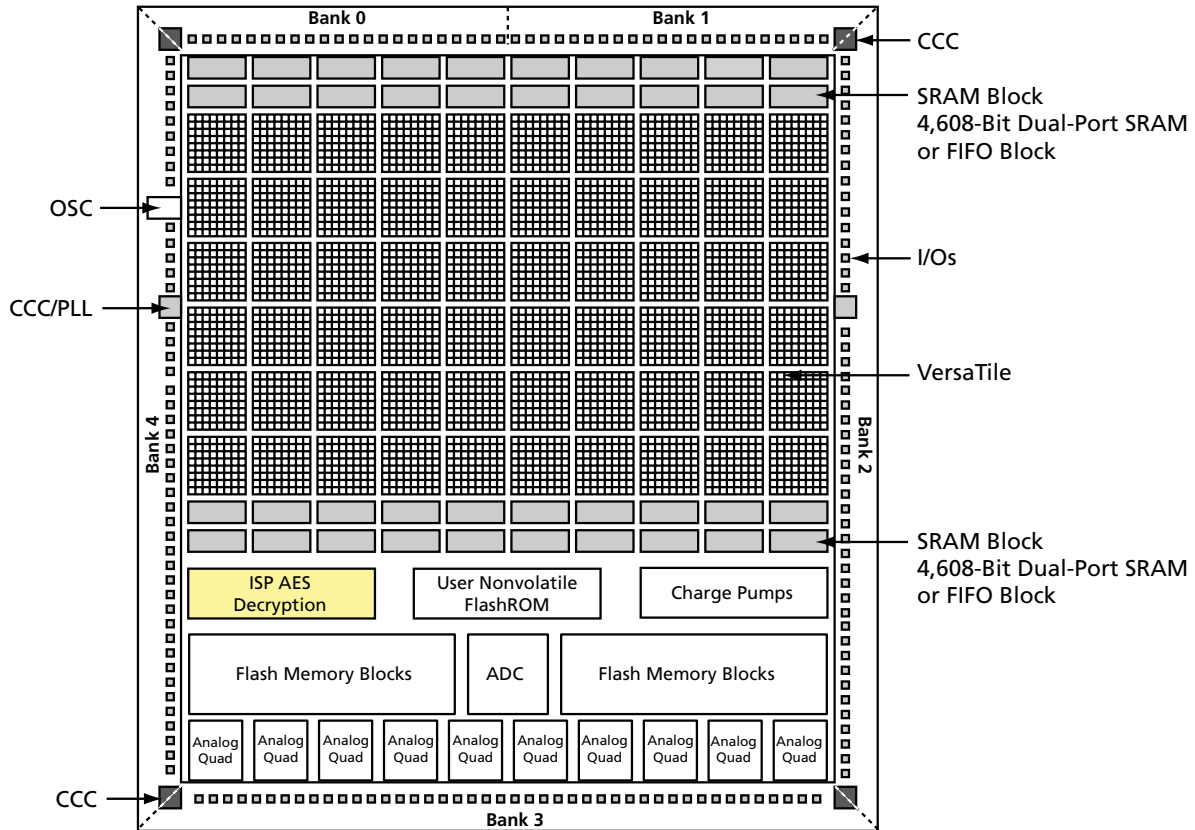 Bank 0
Bank 1
CCC
SRAM Block
4,608-Bit Dual-Port SRAM
or FIFO Block
OSC
I/Os
CCC/PLL
VersaTile
Bank 4
Bank 2
SRAM Block
4,608-Bit Dual-Port SRAM
or FIFO Block
ISP AES
Decryption
User Nonvolatile
FlashROM
Charge Pumps
Flash Memory Blocks
ADC
Flash Memory Blocks
Analog
Quad
Analog
Quad
Analog
Quad
Analog
Quad
Analog
Quad
Analog
Quad
Analog
Quad
Analog
Quad
Analog
Quad
Analog
Quad
CCC
Bank 3